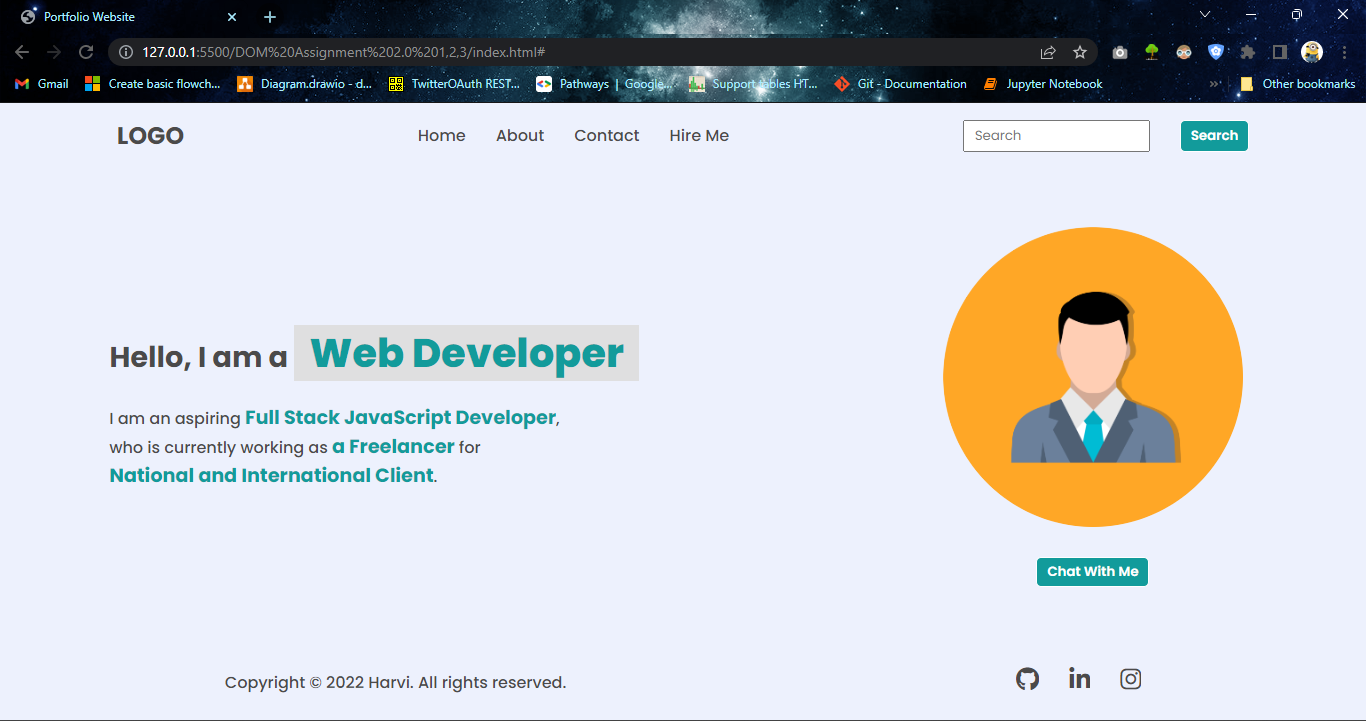 Portfolio Website
127.0.0.1:5500/DOM%20Assignment%202.0%201,2,3/index.html#
Gmail Create basic flowch... Diagram.drawio - d... TwitterOAuth REST... Pathways | Google... Support tables HT... Git - Documentation Jupyter Notebook Other bookmarks
LOGO Home About Contact Hire Me Search Search
Hello, I am a Web Developer
I am an aspiring Full Stack JavaScript Developer,
who is currently working as a Freelancer for
National and International Client.
Chat With Me
Copyright © 2022 Harvi. All rights reserved.